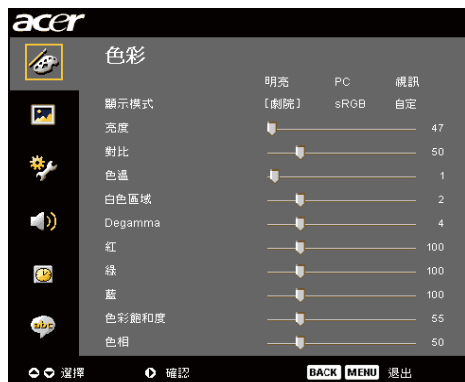 acer
色彩
明亮 PC 視訊
顯示模式 [劇院] sRGB 自定
亮度 47
對比 50
色溫 1
白色區域 2
Degamma 4
紅 100
綠 100
藍 100
色彩飽和度 55
色相 50
abc
選擇 確認 BACK MENU 退出